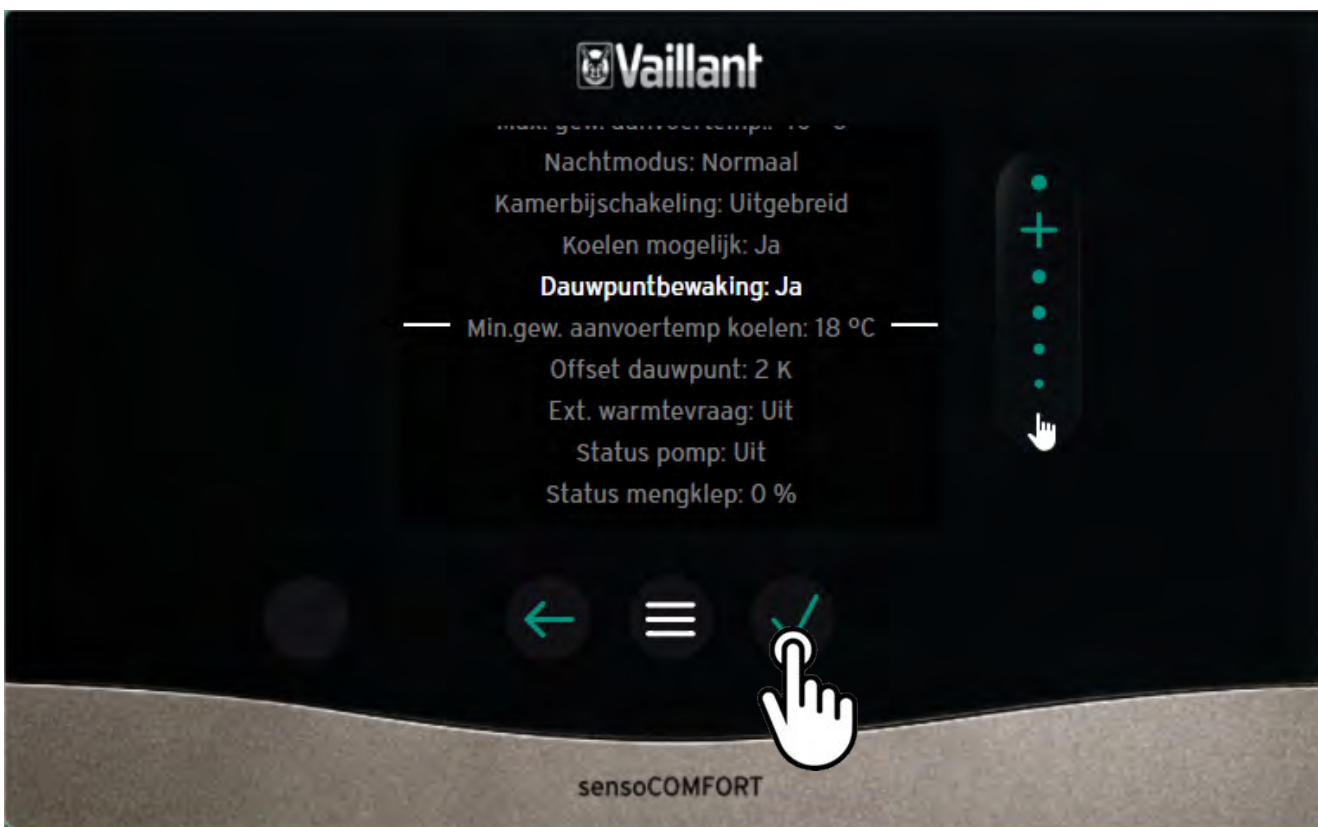 Vaillant
Nachtmodus: Normaal
Kamerbijschakeling: Uitgebreid
Koelen mogelijk: Ja
Dauwpuntbewaking: Ja
Min.gew. aanvoertemp koelen: 18 °C
Offset dauwpunt: 2 K
Ext. warmtevraag: Uit
Status pomp: Uit
Status mengklep: 0 %
sensoCOMFORT